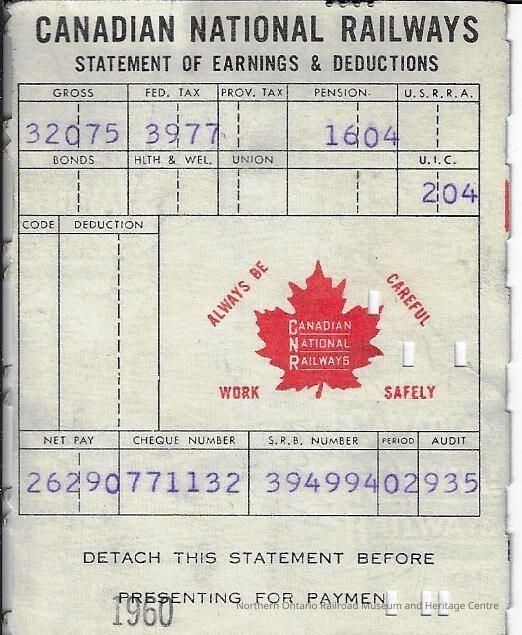 CANADIAN NATIONAL RAILWAYS
STATEMENT OF EARNINGS & DEDUCTIONS
GROSS FED. TAX PROV. TAX PENSION- U.S.R.R.A.
32075 3977 1604
BONDS HLTH & WEL. UNION U.I.C.
204
CODE DEDUCTION
ALWAYS BE CAREFUL
CANADIAN
NATIONAL
RAILWAYS
WORK SAFELY
NET PAY CHEQUE NUMBER S.R.B. NUMBER PERIOD AUDIT
26290 771132 394994 02 935
DETACH THIS STATEMENT BEFORE
PRESENTING FOR PAYMEN
1960
Northern Ontario Railroad Museum and Heritage Centre